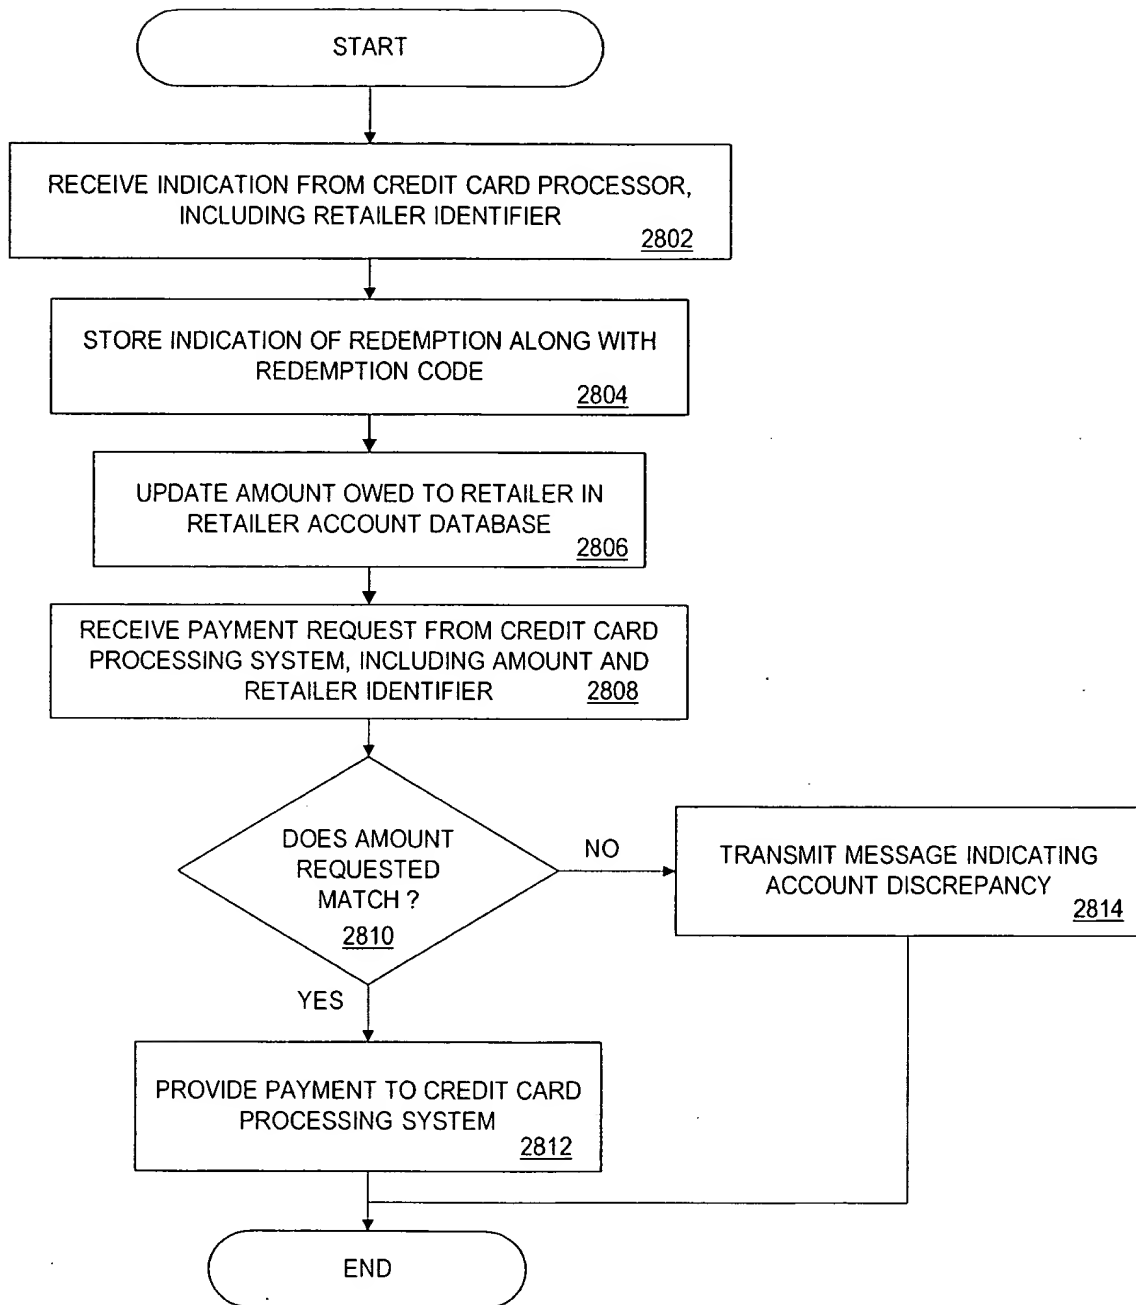 START
RECEIVE INDICATION FROM CREDIT CARD PROCESSOR,
INCLUDING RETAILER IDENTIFIER
2802
STORE INDICATION OF REDEMPTION ALONG WITH
REDEMPTION CODE
2804
UPDATE AMOUNT OWED TO RETAILER IN
RETAILER ACCOUNT DATABASE
2806
RECEIVE PAYMENT REQUEST FROM CREDIT CARD
PROCESSING SYSTEM, INCLUDING AMOUNT AND
RETAILER IDENTIFIER 2808
DOES AMOUNT
REQUESTED
MATCH ?
2810
NO
TRANSMIT MESSAGE INDICATING
ACCOUNT DISCREPANCY
2814
YES
PROVIDE PAYMENT TO CREDIT CARD
PROCESSING SYSTEM
2812
END